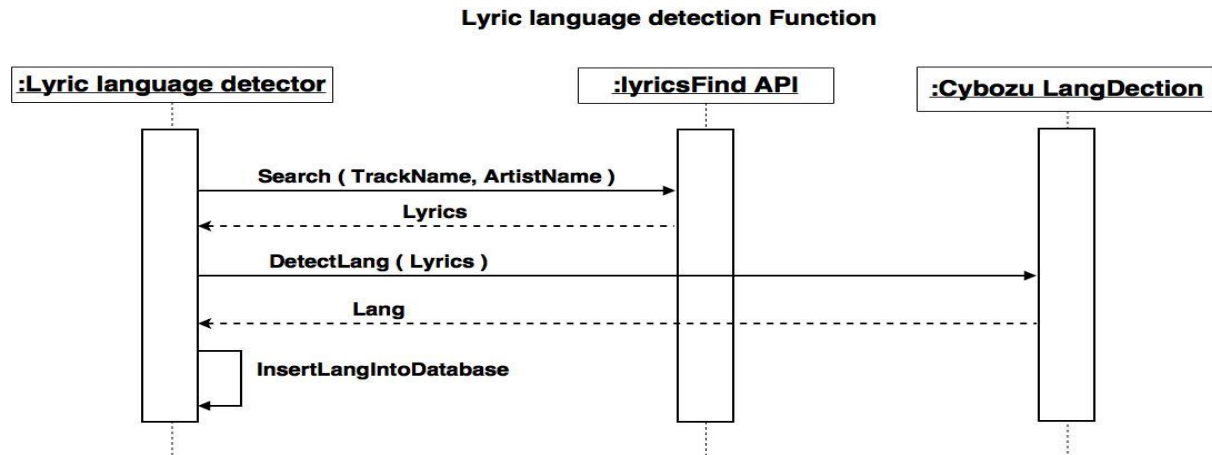 Lyric language detection Function
:Lyric language detector
:lyricsFind API
:Cybozu LangDection
Search ( TrackName, ArtistName )
Lyrics
DetectLang ( Lyrics )
Lang
InsertLangIntoDatabase